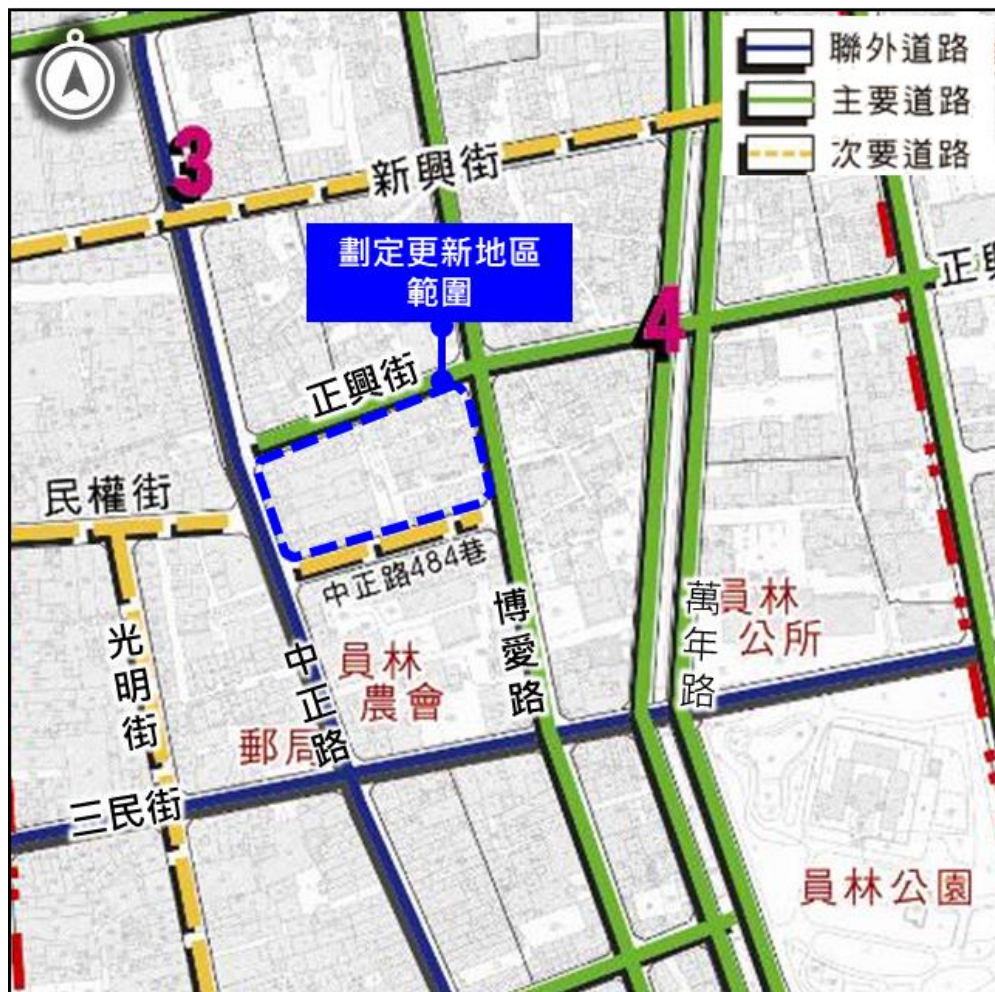 聯外道路
主要道路
次要道路
3
新興街
劃定更新地區
範圍
4
正興街
民權街
中正路484巷
博愛路
萬年路
員林
公所
光明街
中正路
員林
農會
郵局
三民街
員林公園